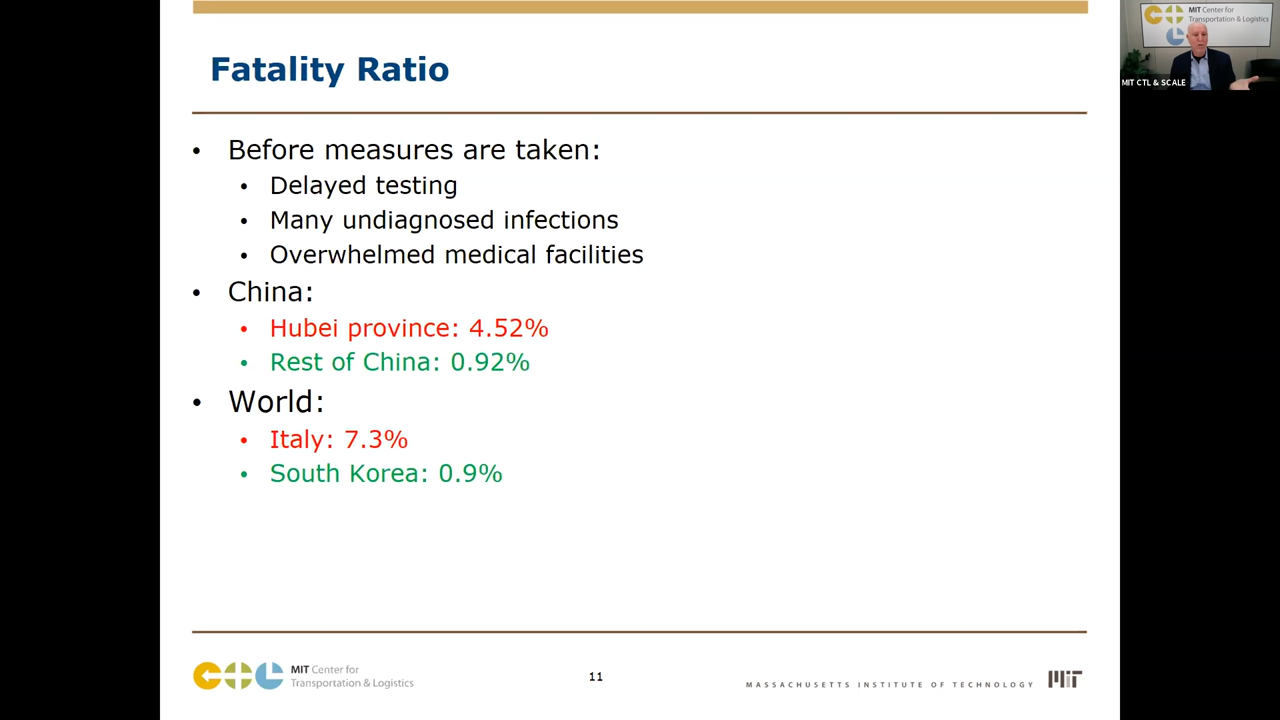 Fatality Ratio
• Before measures are taken:
• Delayed testing
• Many undiagnosed infections
• Overwhelmed medical facilities
• China:
• Hubei province: 4.52%
• Rest of China: 0.92%
• World:
• Italy: 7.3%
• South Korea: 0.9%
MIT Center for
Transportation & Logistics
11
MASSACHUSETTS INSTITUTE OF TECHNOLOGY
MIT
MIT Center for
Transportation & Logistics
MIT CTL & SCALE